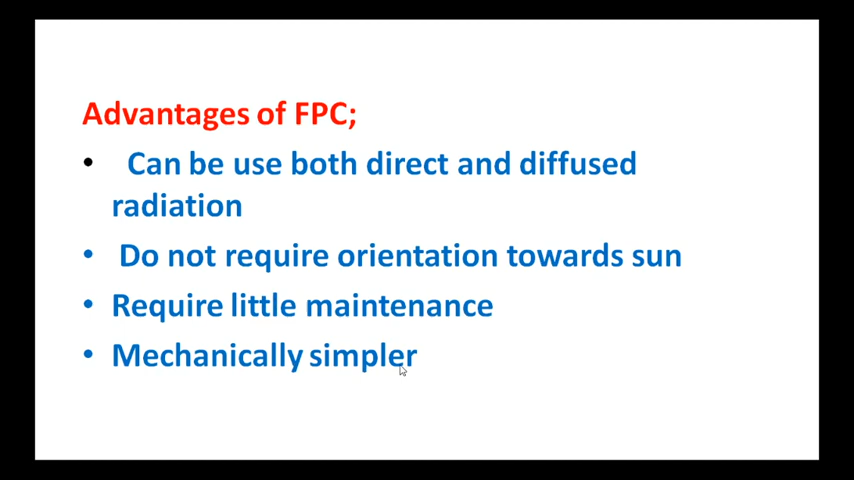 Advantages of FPC;
• Can be use both direct and diffused
radiation
• Do not require orientation towards sun
• Require little maintenance
• Mechanically simpler